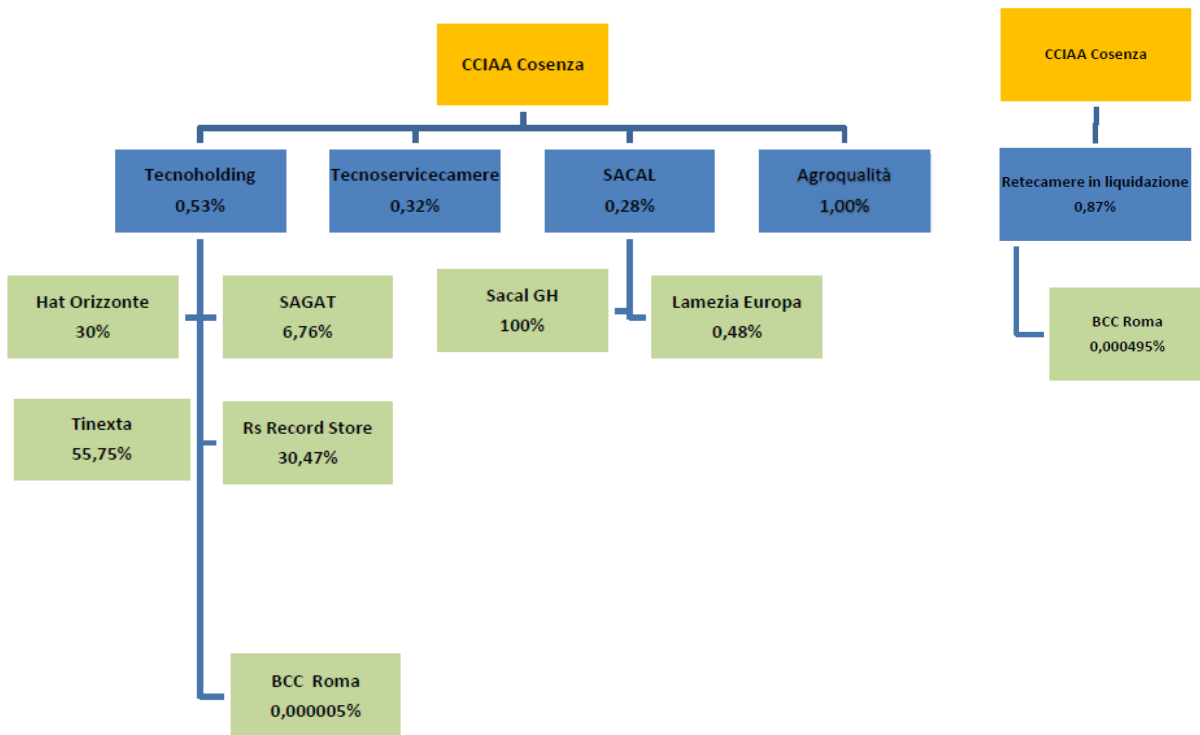 CCIAA Cosenza
Tecnoholding
0,53%
Tecnoservicecamere
0,32%
SACAL
0,28%
Agroqualità
1,00%
Hat Orizzonte
30%
SAGAT
6,76%
Sacal GH
100%
Lamezia Europa
0,48%
Tinexta
55,75%
Rs Record Store
30,47%
BCC  Roma
0,000005%
CCIAA Cosenza
Retecamere in liquidazione
0,87%
BCC Roma
0,000495%